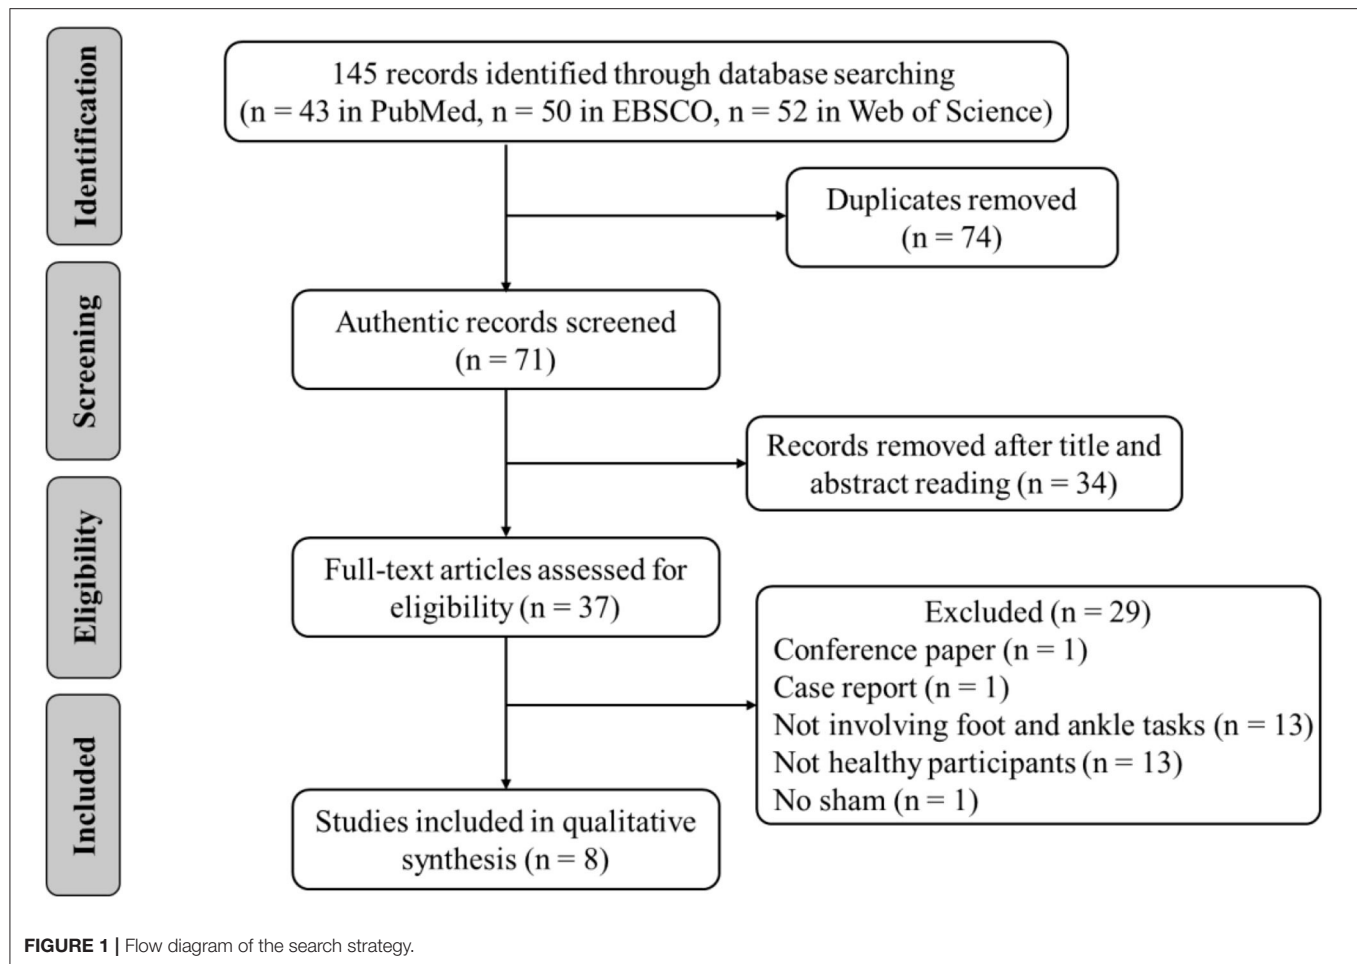 Identification
145 records identified through database searching
(n = 43 in PubMed, n = 50 in EBSCO, n = 52 in Web of Science)
Duplicates removed
(n = 74)
Screening
Authentic records screened
(n = 71)
Records removed after title and
abstract reading (n = 34)
Eligibility
Full-text articles assessed for
eligibility (n = 37)
Excluded (n = 29)
Conference paper (n = 1)
Case report (n = 1)
Not involving foot and ankle tasks (n = 13)
Not healthy participants (n = 13)
No sham (n = 1)
Included
Studies included in qualitative
synthesis (n = 8)
FIGURE 1 | Flow diagram of the search strategy.